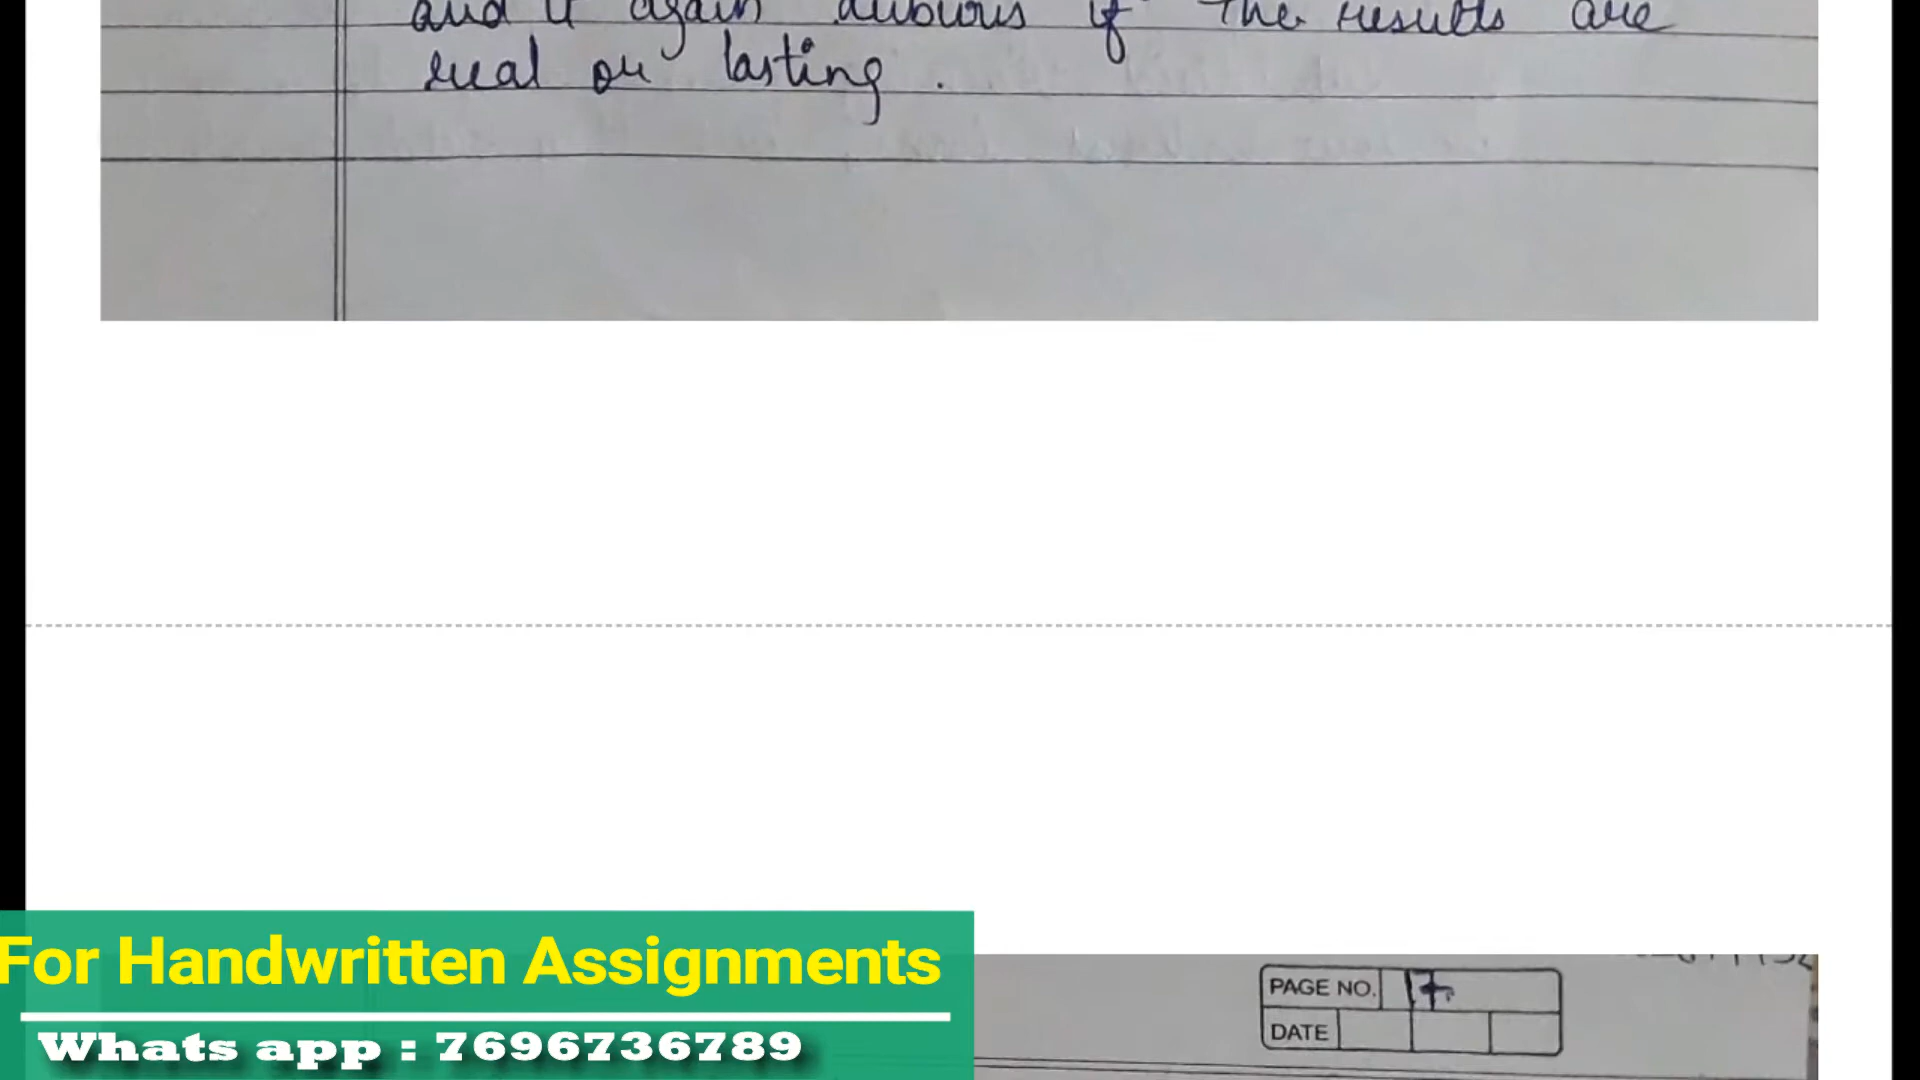 and it again  if the results are
real or lasting .
For Handwritten Assignments
Whats app : 7696736789
PAGE NO. 17
DATE